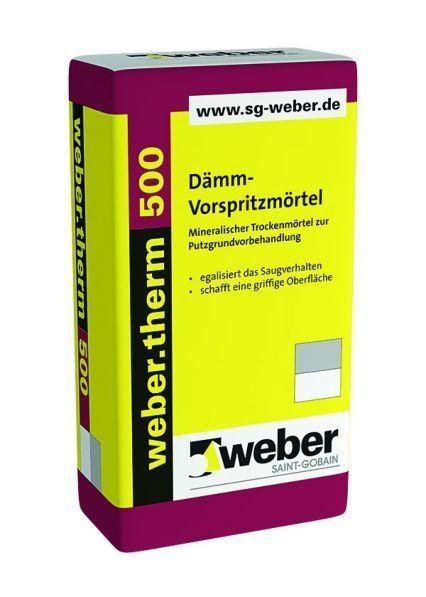 weber
www.sg-weber.de
weber.therm 500
weber.therm 500
Dämm-
Vorspritzmörtel
Mineralischer Trockenmörtel zur
Putzgrundvorbehandlung
• egalisiert das Saugverhalten
• schafft eine griffige Oberfläche
weber
SAINT-GOBAIN